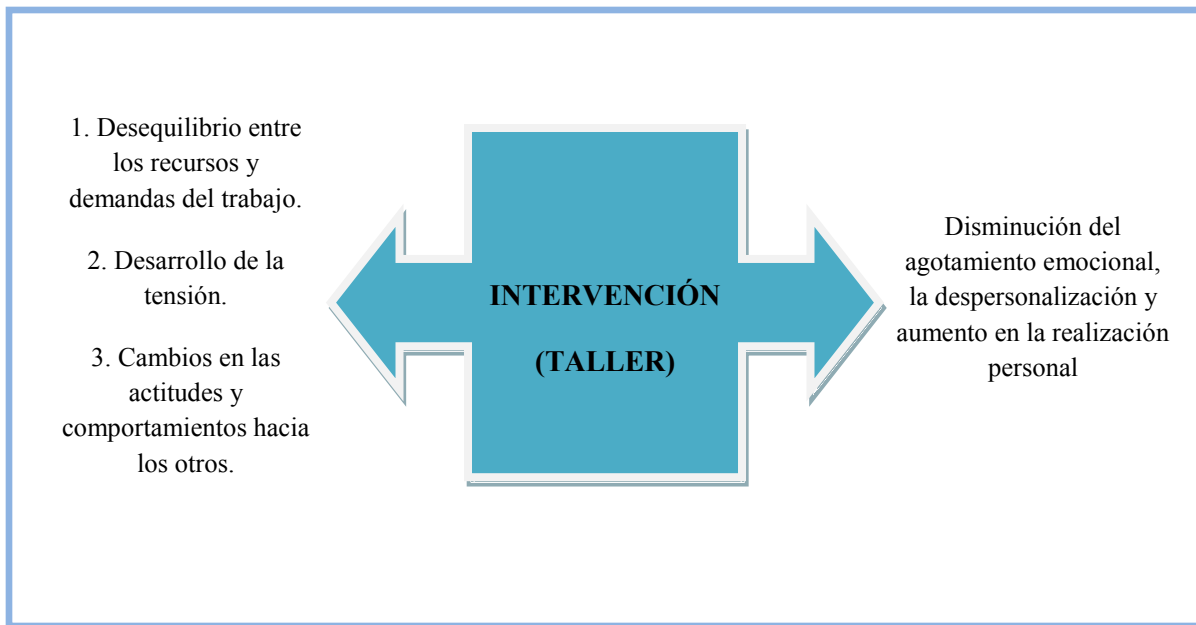 1. Desequilibrio entre
los recursos y
demandas del trabajo.
2. Desarrollo de la
tensión.
3. Cambios en las
actitudes y
comportamientos hacia
los otros.
INTERVENCIÓN
(TALLER)
Disminución del
agotamiento emocional,
la despersonalización y
aumento en la realización
personal